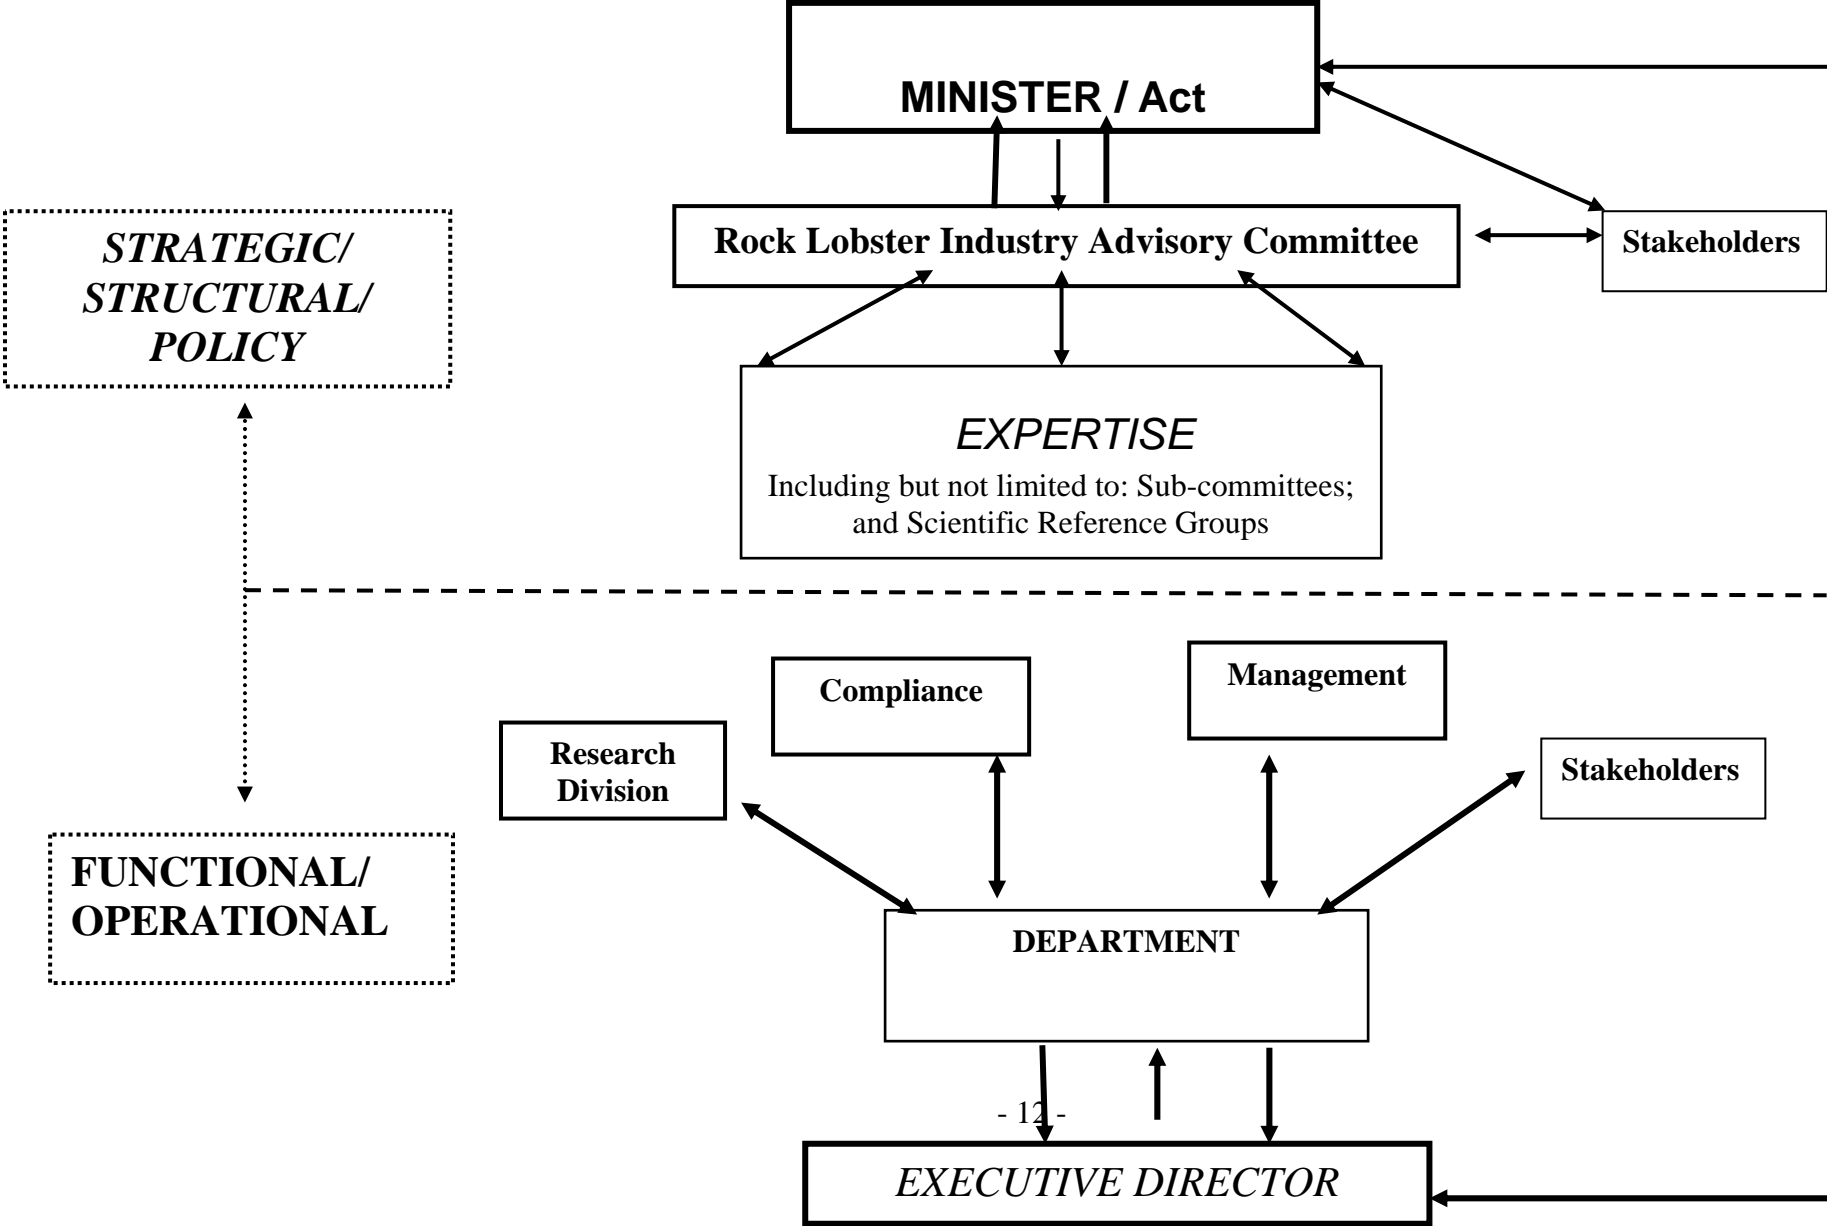 MINISTER / Act
Rock Lobster Industry Advisory Committee
Stakeholders
STRATEGIC/
STRUCTURAL/
POLICY
EXPERTISE
Including but not limited to: Sub-committees;
and Scientific Reference Groups
Compliance
Management
Research
Division
Stakeholders
FUNCTIONAL/
OPERATIONAL
DEPARTMENT
- 12 -
EXECUTIVE DIRECTOR